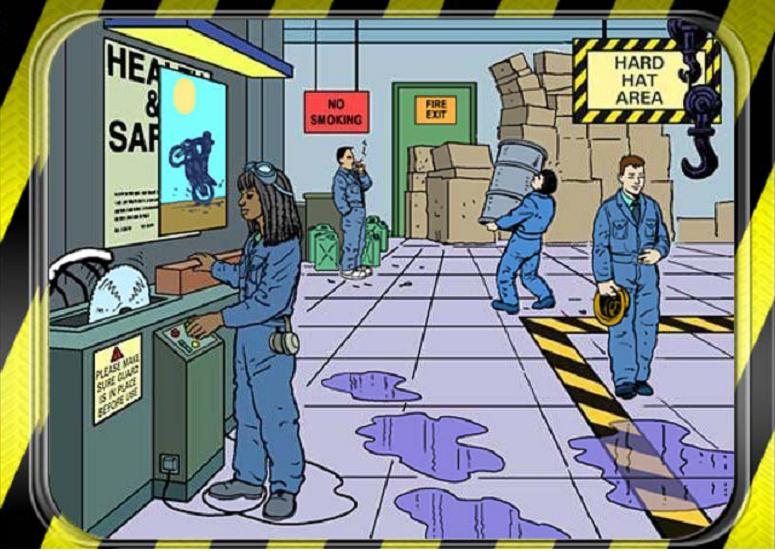 HEA
&
SAF
NO
SMOKING
FIRE
EXIT
HARD
HAT
AREA
PLEASE MAKE
SURE GUARD
IS IN PLACE
BEFORE USE